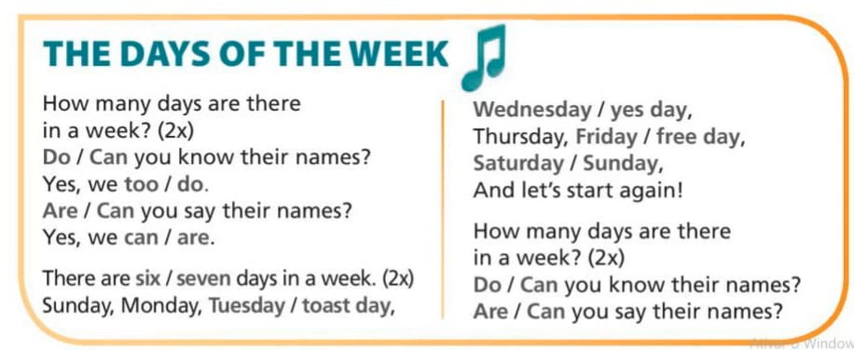 THE DAYS OF THE WEEK
How many days are there
in a week? (2x)
Do / Can you know their names?
Yes, we too / do.
Are / Can you say their names?
Yes, we can / are.
There are six / seven days in a week. (2x)
Sunday, Monday, Tuesday / toast day,
Wednesday / yes day,
Thursday, Friday / free day,
Saturday / Sunday,
And let's start again!
How many days are there
in a week? (2x)
Do / Can you know their names?
Are / Can you say their names?
Window